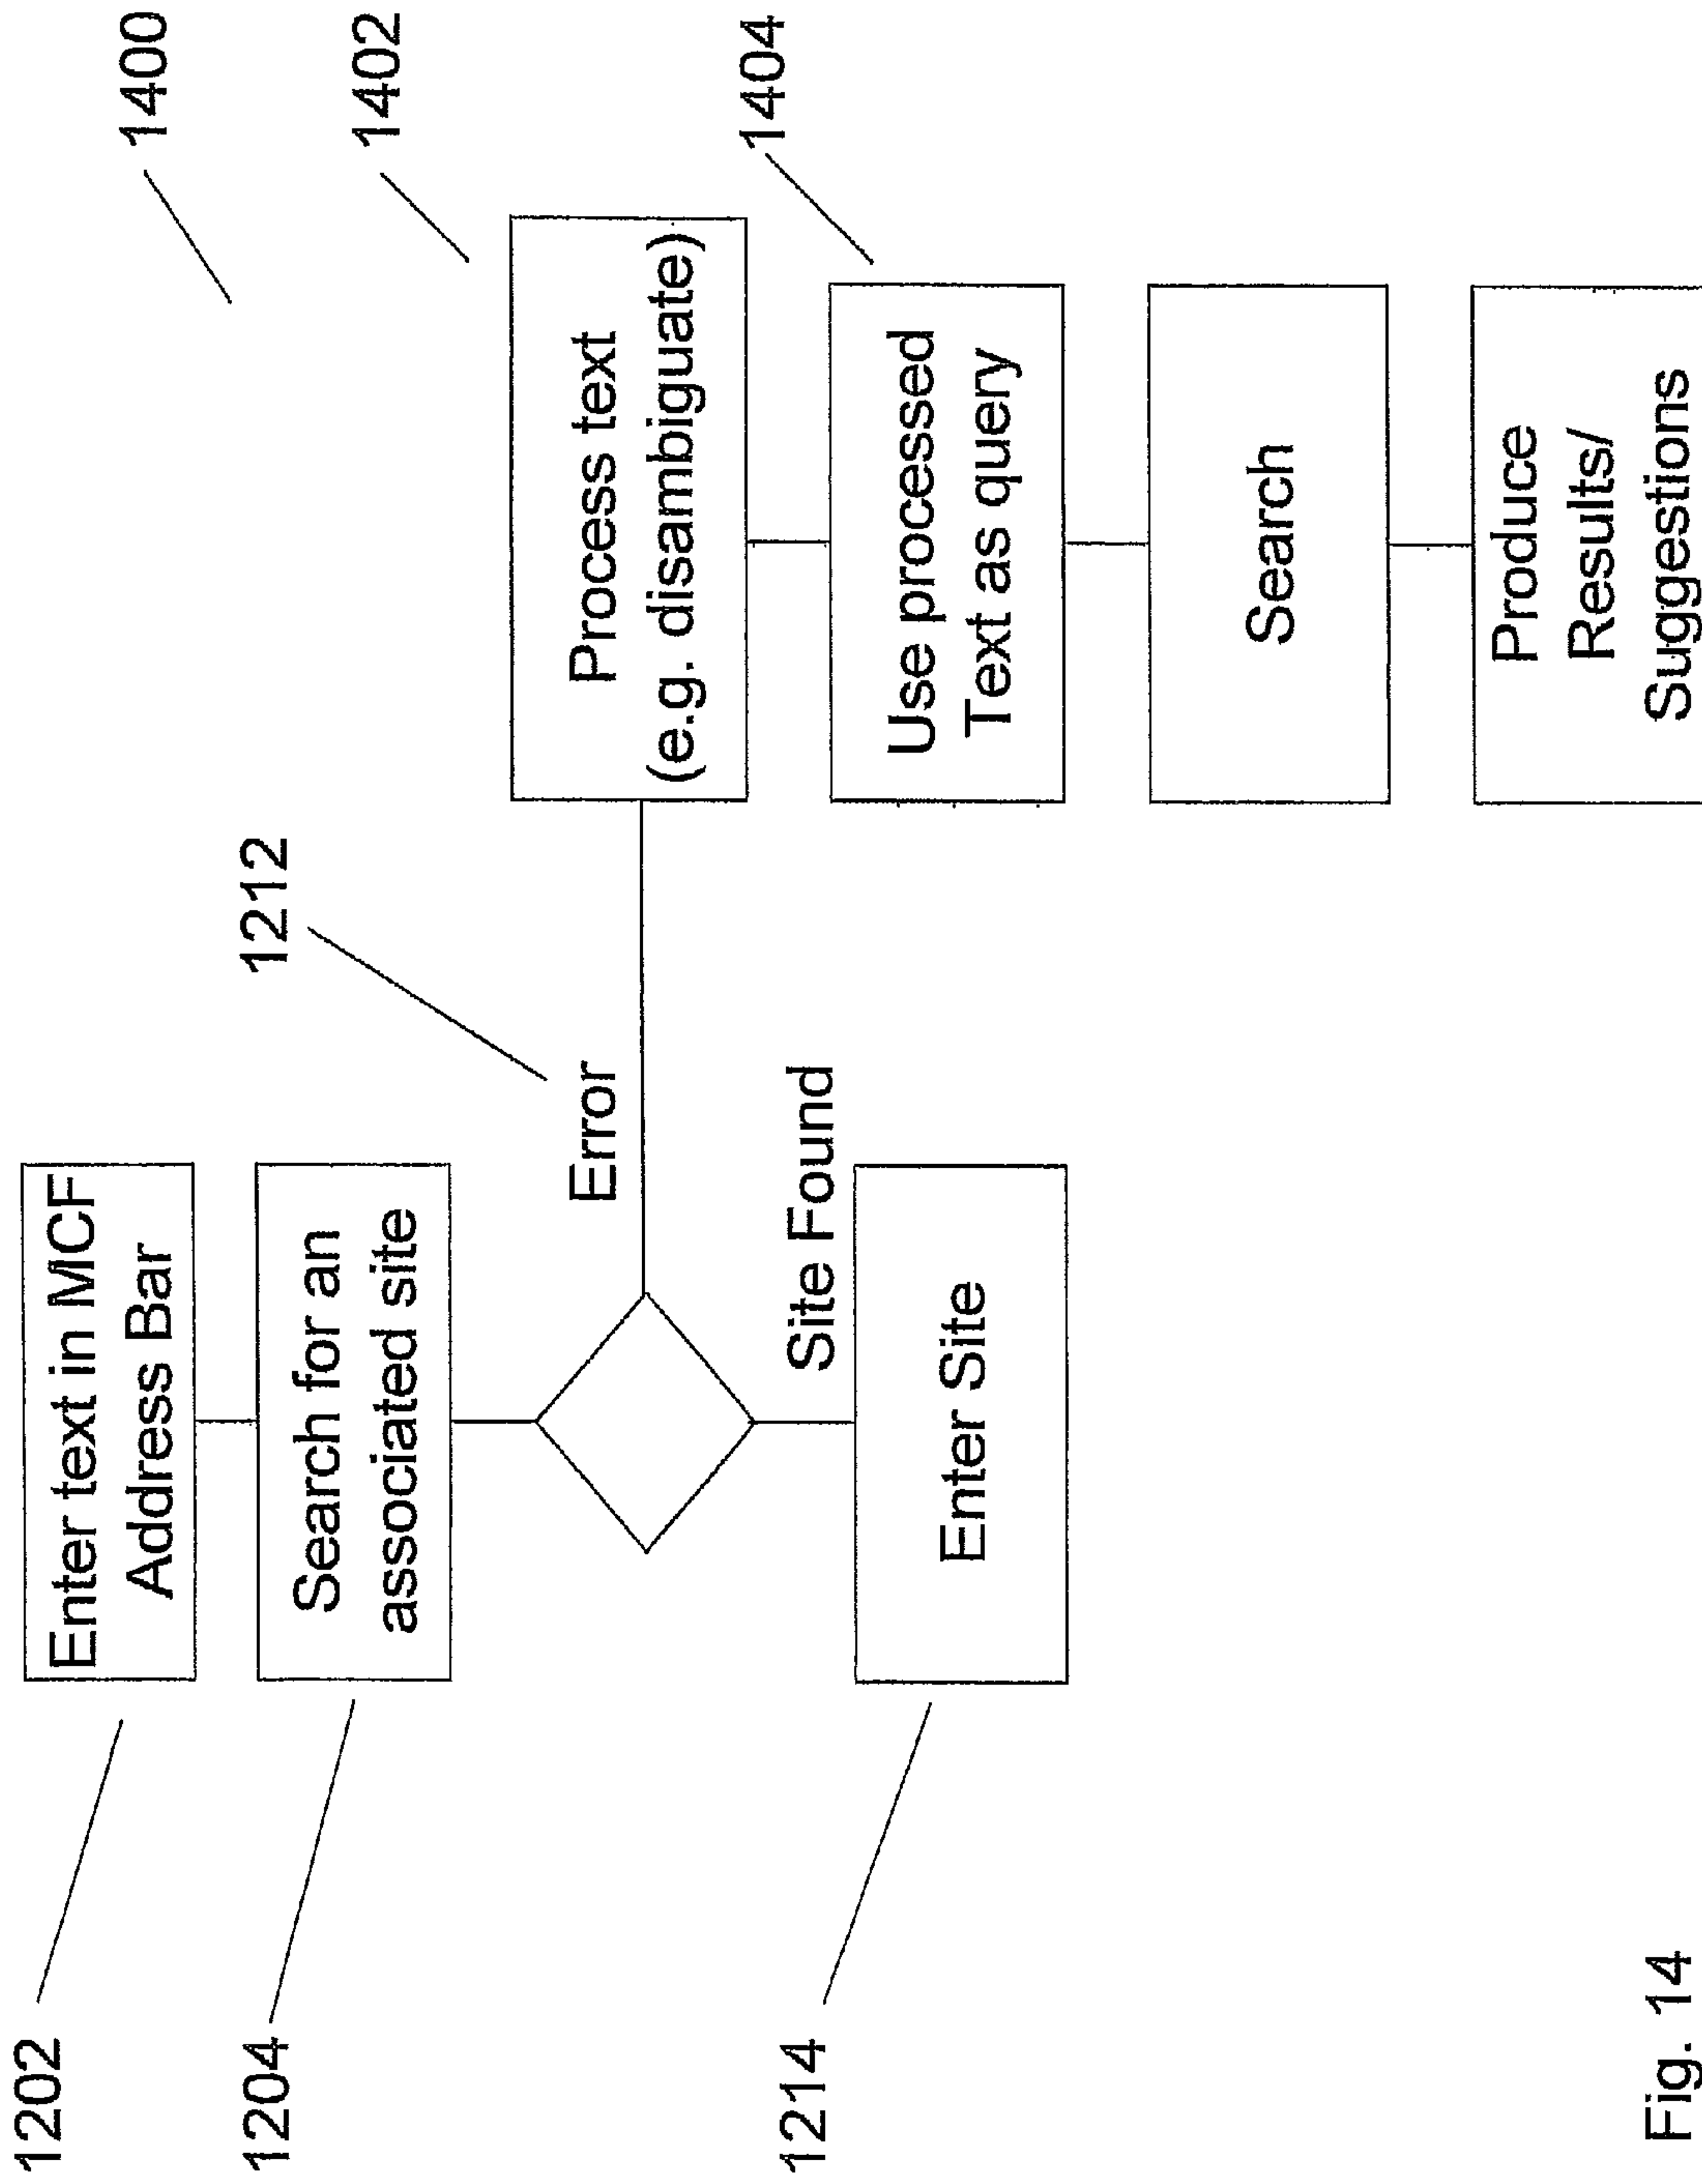 1400
1202
Enter text in MCF
Address Bar
1204
Search for an
associated site
1212
Error
1402
Process text
(e.g. disambiguate)
1404
Use processed
Text as query
Search
Produce
Results/
Suggestions
Site Found
1214
Enter Site
Fig. 14